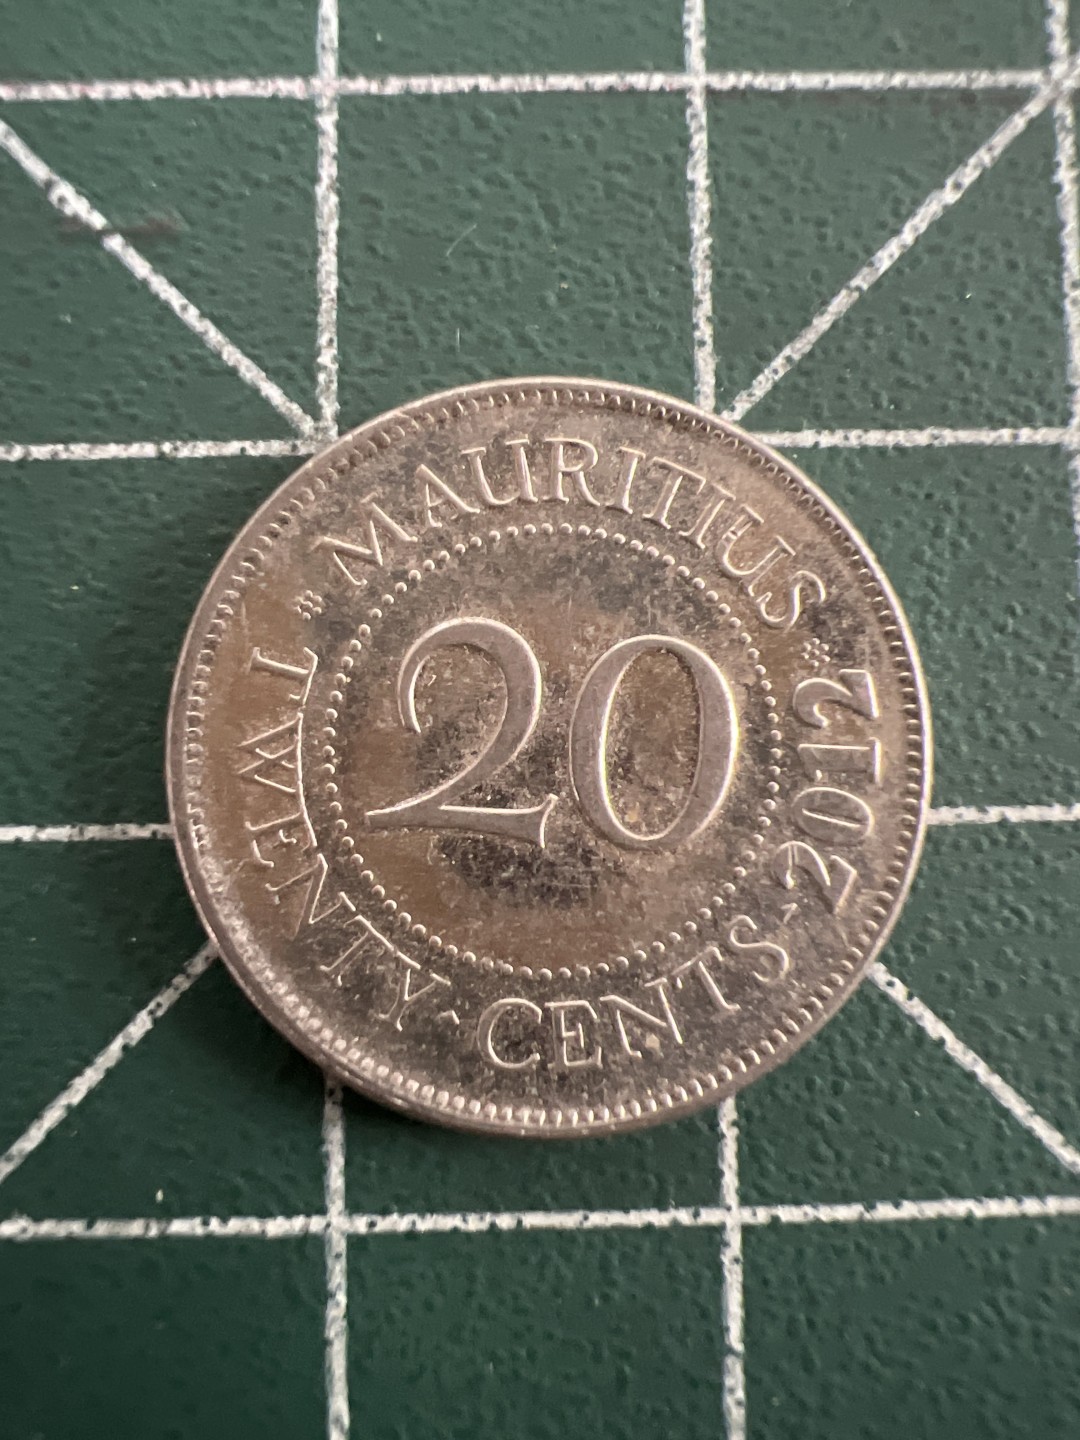 MAURITIUS
20
TWENTY · CENTS · 2012